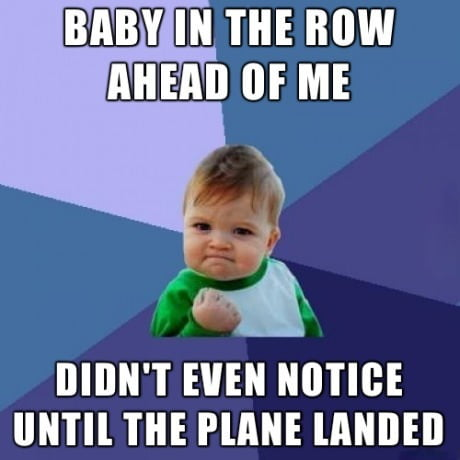 BABY IN THE ROW
AHEAD OF ME
DIDN'T EVEN NOTICE
UNTIL THE PLANE LANDED